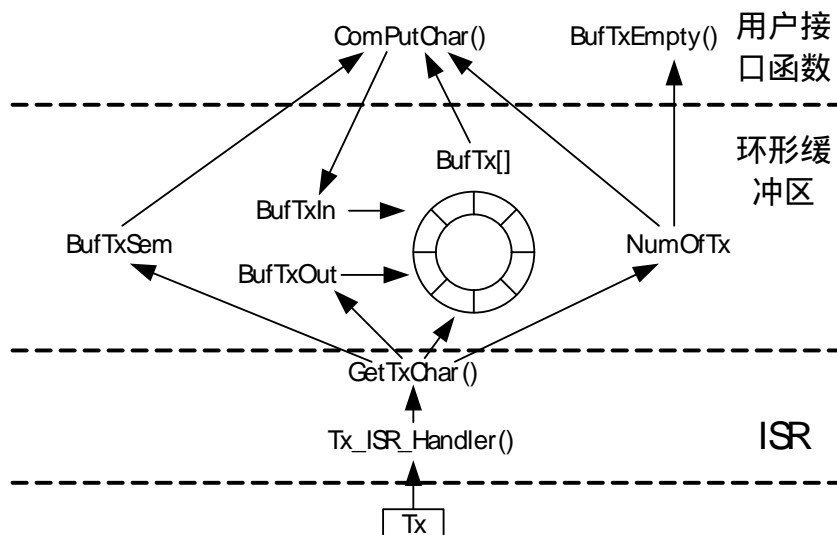 ComPutChar()
BufTxEmpty()
用户接
口函数
BufTx[]
环形缓
冲区
BufTxIn
BufTxSem
NumOfTx
BufTxOut
GetTxChar()
Tx_ISR_Handler()
ISR
Tx